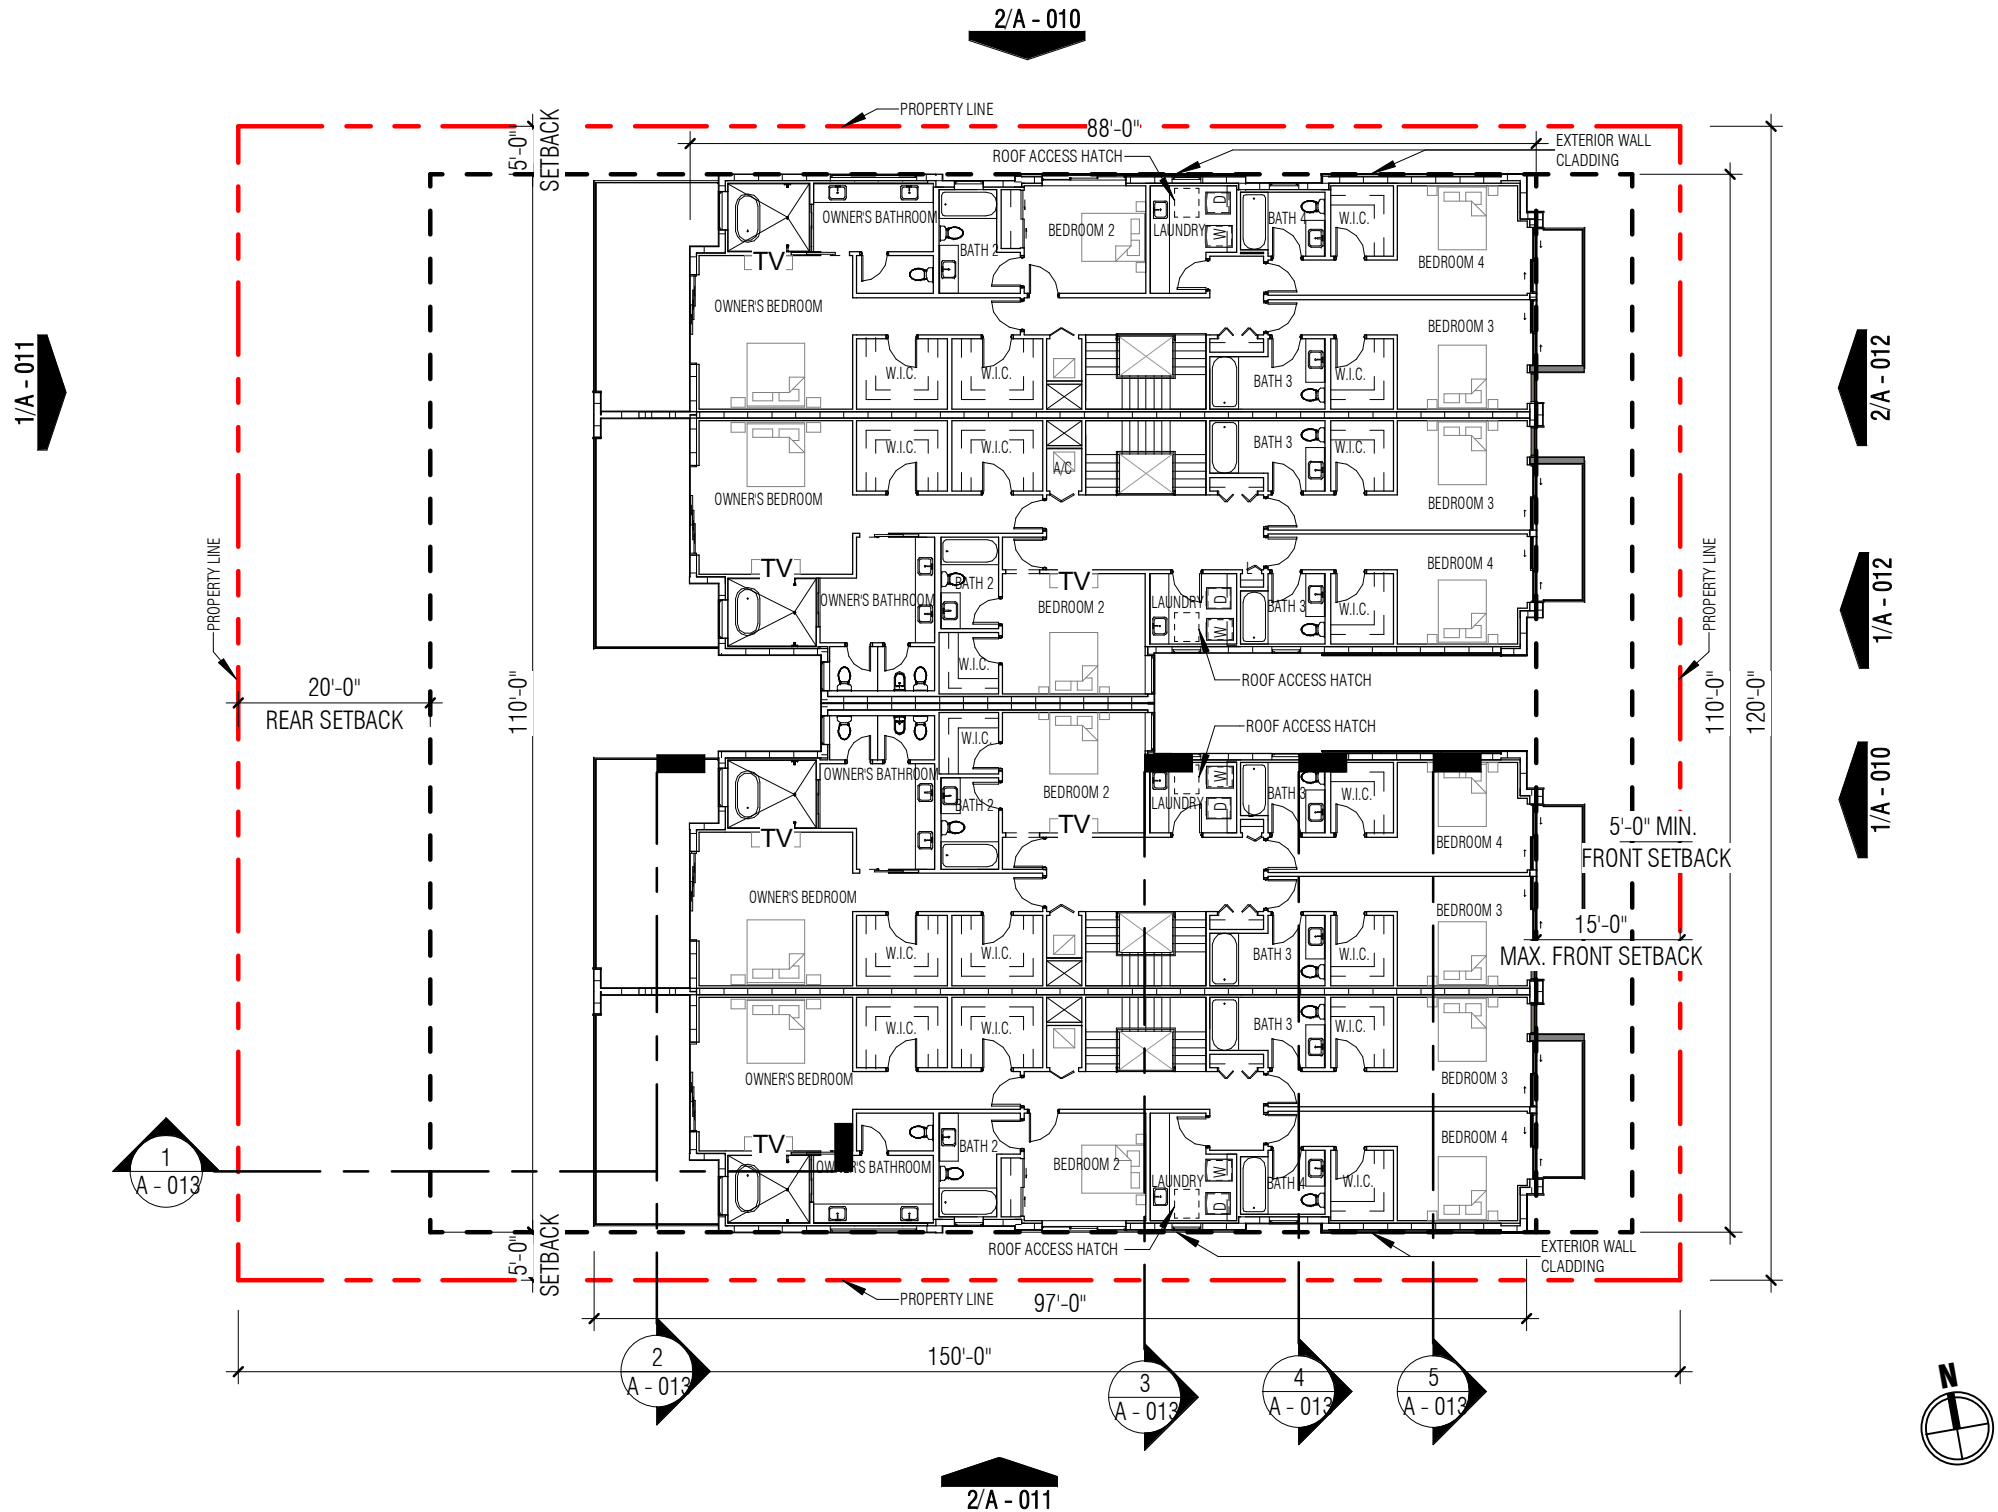 2/A - 010
PROPERTY LINE
5'-0"
SETBACK
88'-0"
ROOF ACCESS HATCH
EXTERIOR WALL
CLADDING
OWNER'S BATHROOM
BATH 2
BEDROOM 2
LAUNDRY
D
W
BATH 4
W.I.C.
BEDROOM 4
TV
OWNER'S BEDROOM
BEDROOM 3
W.I.C.
W.I.C.
BATH 3
W.I.C.
1/A - 011
2/A - 012
W.I.C.
W.I.C.
A/C
BATH 3
W.I.C.
OWNER'S BEDROOM
BEDROOM 3
TV
BATH 2
TV
L
BEDROOM 4
OWNER'S BATHROOM
BEDROOM 2
LAUNDRY
D
W
BATH 3
W.I.C.
PROPERTY LINE
PROPERTY LINE
1/A - 012
W.I.C.
ROOF ACCESS HATCH
20'-0"
REAR SETBACK
110'-0"
110'-0"
120'-0"
ROOF ACCESS HATCH
W.I.C.
OWNER'S BATHROOM
BATH 2
BEDROOM 2
LAUNDRY
W
D
BATH 3
W.I.C.
L
1/A - 010
TV
TV
BEDROOM 4
5'-0" MIN.
FRONT SETBACK
OWNER'S BEDROOM
BEDROOM 3
15'-0"
MAX. FRONT SETBACK
W.I.C.
W.I.C.
BATH 3
W.I.C.
W.I.C.
W.I.C.
BATH 3
W.I.C.
OWNER'S BEDROOM
BEDROOM 3
TV
BATH 2
BEDROOM 4
1
A - 013
OWNER'S BATHROOM
BEDROOM 2
LAUNDRY
W
D
BATH 4
W.I.C.
5'-0"
SETBACK
ROOF ACCESS HATCH
EXTERIOR WALL
CLADDING
PROPERTY LINE
97'-0"
150'-0"
2
A - 013
3
A - 013
4
A - 013
5
A - 013
N
2/A - 011